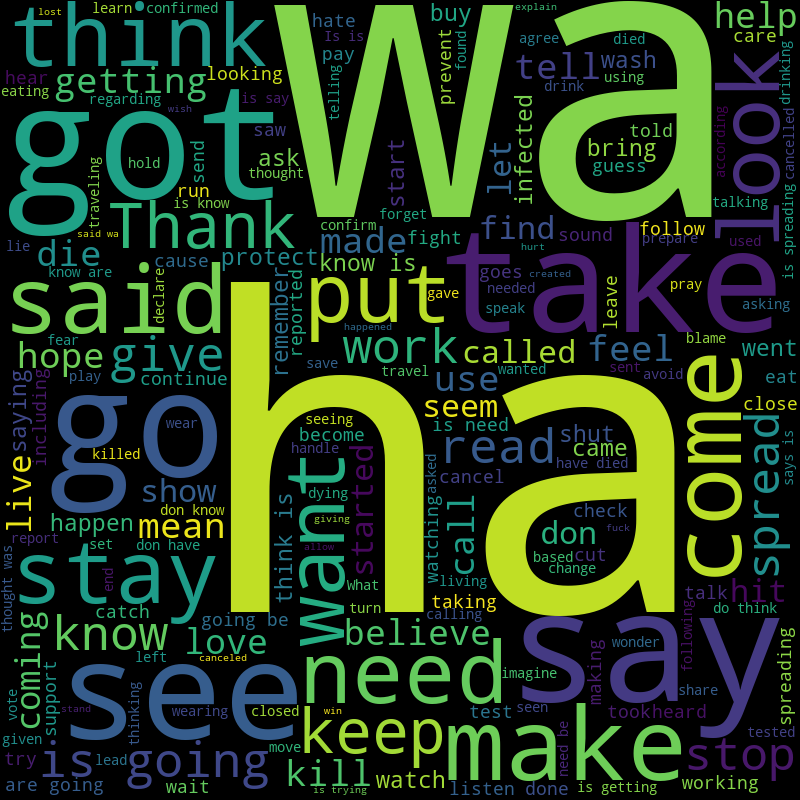 lost
learn
confirmed
think
hate
explain
Is is
buy
help
hear
getting
looking
pay
agree
died
care
eating
regarding
is say
telling
prevent
found
tell
wash
using
drinking
wish
got
wa
drink
look
saw
send
ask
hold
thought
start
let
infected
told
bring
guess
according
cancelled
traveling
run
is know
talking
said wa
Thank
confirm
forget
find
sound
follow
prepare
used
is spreading
lie
die
cause
protect
made
fight
hurt
know are
know is
take
goes
created
pray
asking
said
declare
remember
reported
put
gave
needed
speak
leave
fear
happened
blame
hope
give
work
called
feel
went
play
continue
save
travel
wanted
sent
avoid
eat
saying
including
go
ha
use
seem
come
close
wear
seeing
become
is need
read
shut
spread
says is
live
killed
handle
came
show
want
started
asked
cancel
have died
happen
don know
mean
dying
watching
call
don
check
fuck
report
set
don have
think is
giving
based
cut
thought was
end
stay
What
allow
living
change
hit
catch
turn
taking
talk
do think
going be
calling
following
coming
know
love
believe
say
wonder
spreading
left
canceled
need
imagine
making
vote
support
see
thinking
test
seen
share
stand
wearing
closed
win
keep
make
took
heard
tested
given
is going
move
need be
stop
try
lead
kill
watch
are going
wait
is trying
listen
done
is getting
working